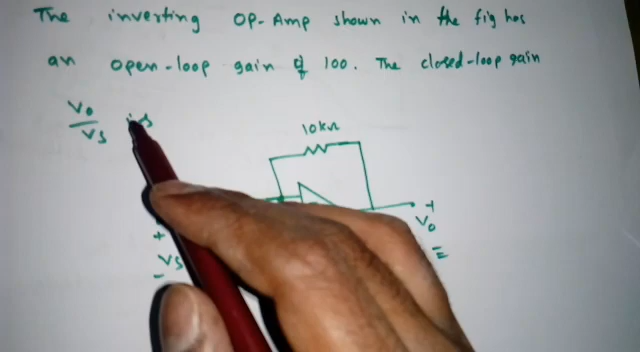 The inverting OP-Amp shown in the fig has
an open-loop gain of 100. The closed-loop gain
Vo
Vs
is
10kΩ
+
Vs
-
+
Vo
=